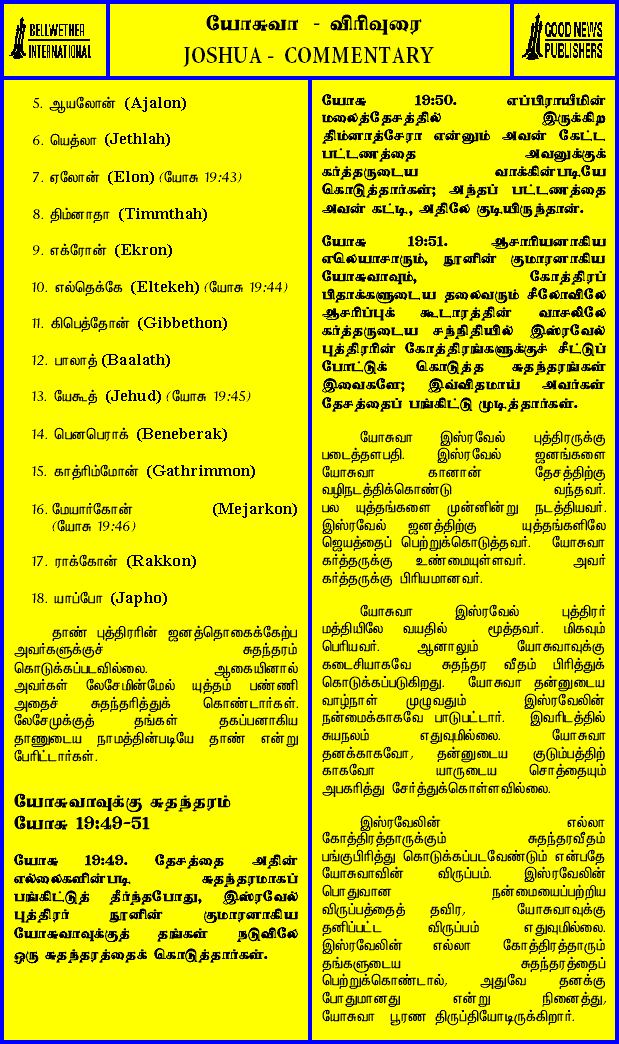 BELLWETHER
INTERNATIONAL
யோசுவா - விரிவுரை
JOSHUA - COMMENTARY
GOOD NEWS
PUBLISHERS
5. ஆயலோன் (Ajalon)
6. யெத்லா (Jethlah)
7. ஏலோன் (Elon) (யோசு 19:43)
8. திம்னாதா (Timmthah)
9. எக்ரோன் (Ekron)
10. எல்தெக்கே (Eltekeh) (யோசு 19:44)
11. கிபெத்தோன் (Gibbethon)
12. பாலாத் (Baalath)
13. யேகூத் (Jehud) (யோசு 19:45)
14. பெனபெராக் (Beneberak)
15. காத்ரிம்மோன் (Gathrimmon)
16. மேயார்கோன் (Mejarkon)
(யோசு 19:46)
17. ராக்கோன் (Rakkon)
18. யாப்போ (Japho)
தாண் புத்திரரின் ஜனத்தொகைக்கேற்ப
அவர்களுக்குச் சுதந்தரம்
கொடுக்கப்படவில்லை. ஆகையினால்
அவர்கள் லேசேமின்மேல் யுத்தம் பண்ணி
அதைச் சுதந்தரித்துக் கொண்டார்கள்.
லேசேமுக்குத் தங்கள் தகப்பனாகிய
தாணுடைய நாமத்தின்படியே தாண் என்று
பேரிட்டார்கள்.
யோசுவாவுக்கு சுதந்தரம்
யோசு 19:49-51
யோசு 19:49. தேசத்தை அதின்
எல்லைகளின்படி சுதந்தரமாகப்
பங்கிட்டுத் தீர்ந்தபோது, இஸ்ரவேல்
புத்திரர் நூனின் குமாரனாகிய
யோசுவாவுக்குத் தங்கள் நடுவிலே
ஒரு சுதந்தரத்தைக் கொடுத்தார்கள்.
யோசு 19:50. எப்பிராயீமின்
மலைத்தேசத்தில் இருக்கிற
திம்னாத்சேரா என்னும் அவன் கேட்ட
பட்டணத்தை அவனுக்குக்
கர்த்தருடைய வாக்கின்படியே
கொடுத்தார்கள்; அந்தப் பட்டணத்தை
அவன் கட்டி, அதிலே குடியிருந்தான்.
யோசு 19:51. ஆசாரியனாகிய
எலெயாசாரும், நூனின் குமாரனாகிய
யோசுவாவும், கோத்திரப்
பிதாக்களுடைய தலைவரும் சீலோவிலே
ஆசரிப்புக் கூடாரத்தின் வாசலிலே
கர்த்தருடைய சந்நிதியில் இஸ்ரவேல்
புத்திரரின் கோத்திரங்களுக்குச் சீட்டுப்
போட்டுக் கொடுத்த சுதந்தரங்கள்
இவைகளே; இவ்விதமாய் அவர்கள்
தேசத்தைப் பங்கிட்டு முடித்தார்கள்.
யோசுவா இஸ்ரவேல் புத்திரருக்கு
படைத்தளபதி. இஸ்ரவேல் ஜனங்களை
யோசுவா கானான் தேசத்திற்கு
வழிநடத்திக்கொண்டு வந்தவர்.
பல யுத்தங்களை முன்னின்று நடத்தியவர்.
இஸ்ரவேல் ஜனத்திற்கு யுத்தங்களிலே
ஜெயத்தைப் பெற்றுக்கொடுத்தவர். யோசுவா
கர்த்தருக்கு உண்மையுள்ளவர். அவர்
கர்த்தருக்கு பிரியமானவர்.
யோசுவா இஸ்ரவேல் புத்திரர்
மத்தியிலே வயதில் மூத்தவர். மிகவும்
பெரியவர். ஆனாலும் யோசுவாவுக்கு
கடைசியாகவே சுதந்தர வீதம் பிரித்துக்
கொடுக்கப்படுகிறது. யோசுவா தன்னுடைய
வாழ்நாள் முழுவதும் இஸ்ரவேலின்
நன்மைக்காகவே பாடுபட்டார். இவரிடத்தில்
சுயநலம் எதுவுமில்லை. யோசுவா
தனக்காகவோ, தன்னுடைய குடும்பத்திற்
காகவோ யாருடைய சொத்தையும்
அபகரித்து சேர்த்துக்கொள்ளவில்லை.
இஸ்ரவேலின் எல்லா
கோத்திரத்தாருக்கும் சுதந்தரவீதம்
பங்குபிரித்து கொடுக்கப்படவேண்டும் என்பதே
யோசுவாவின் விருப்பம். இஸ்ரவேலின்
பொதுவான நன்மையைப்பற்றிய
விருப்பத்தைத் தவிர, யோசுவாவுக்கு
தனிப்பட்ட விருப்பம் எதுவுமில்லை.
இஸ்ரவேலின் எல்லா கோத்திரத்தாரும்
தங்களுடைய சுதந்தரத்தைப்
பெற்றுக்கொண்டால், அதுவே தனக்கு
போதுமானது என்று நினைத்து,
யோசுவா பூரண திருப்தியோடிருக்கிறார்.